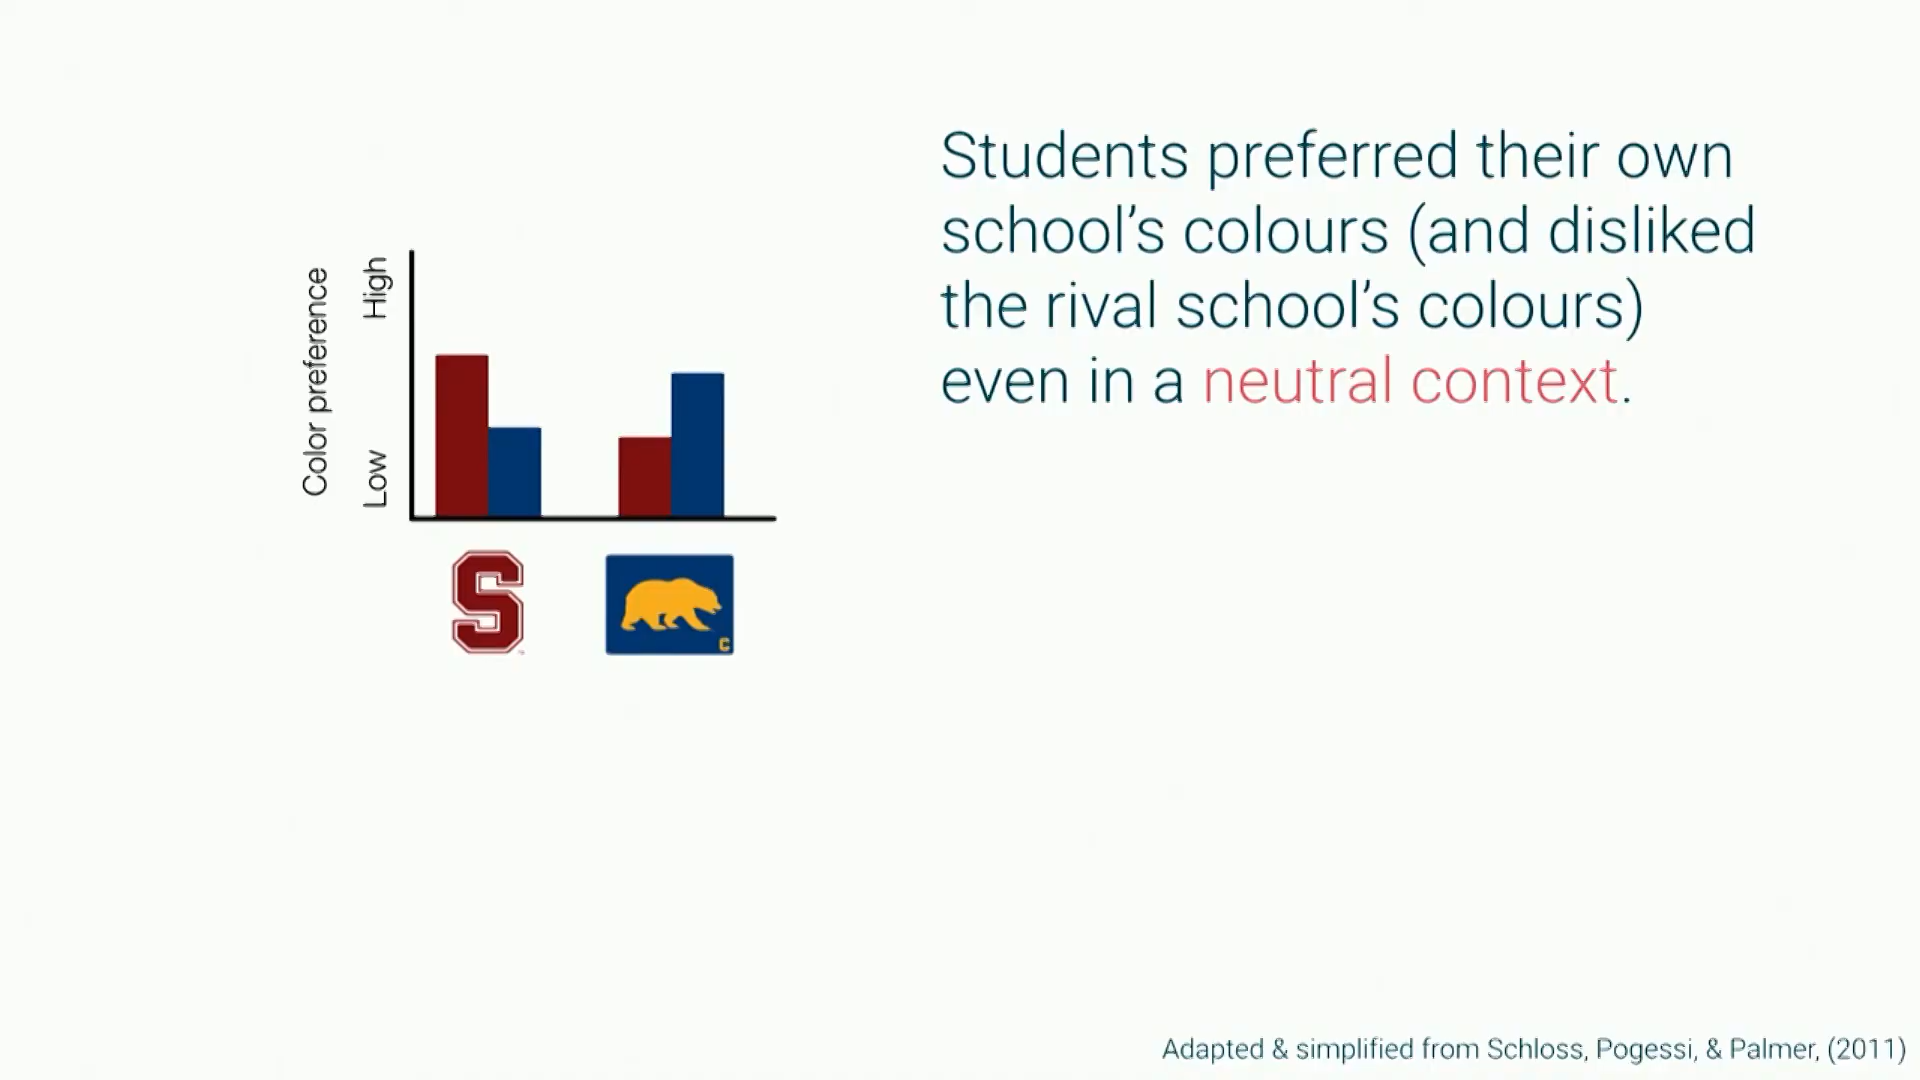 Students preferred their own
school’s colours (and disliked
the rival school’s colours)
even in a neutral context.
Color preference
High
Low
S
C
Adapted & simplified from Schloss, Pogessi, & Palmer, (2011)